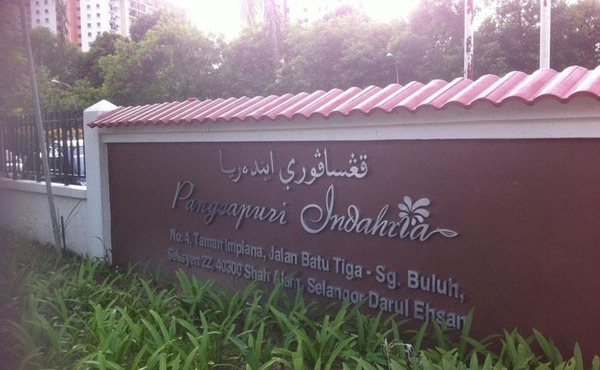 ڤڠساڤوري ايندهريا
Pangsapuri Indahria
No: 4, Taman Impiana, Jalan Batu Tiga - Sg. Buluh,
Seksyen 22, 40300 Shah Alam, Selangor Darul Ehsan